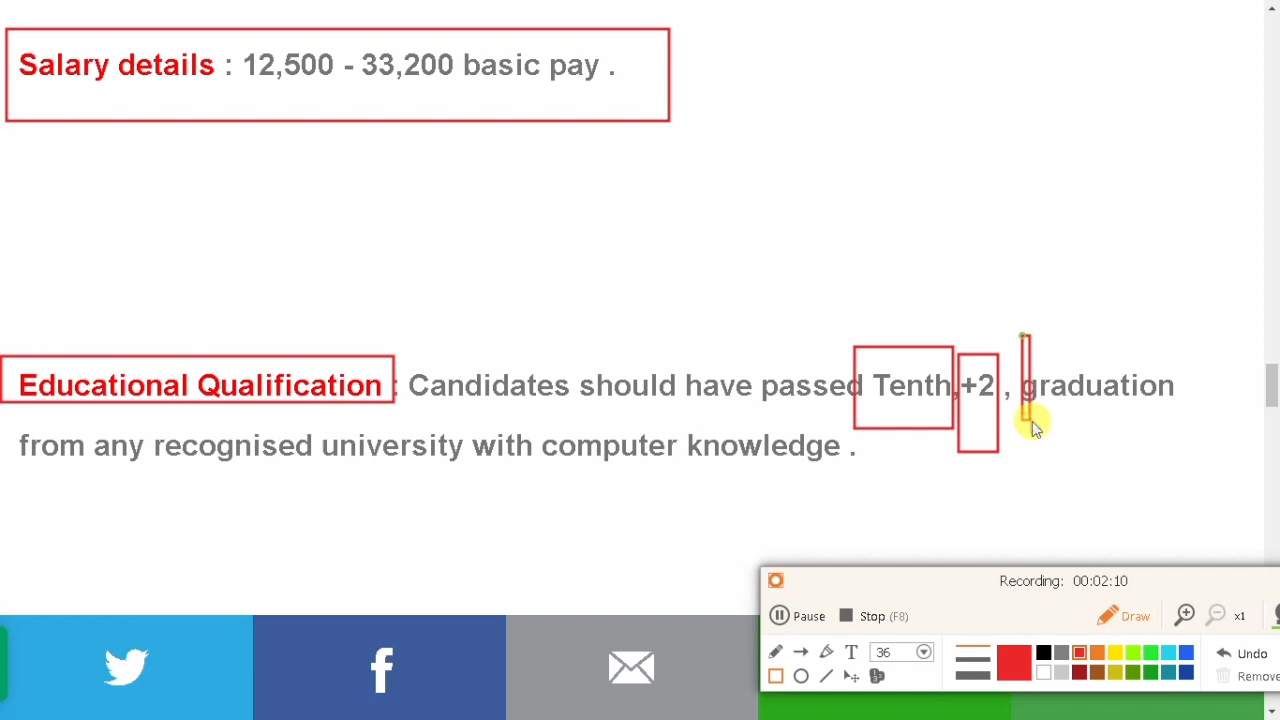 Salary details : 12,500 - 33,200 basic pay .
Educational Qualification : Candidates should have passed Tenth,+2 , graduation
from any recognised university with computer knowledge .
Recording: 00:02:10
Pause Stop (F8) Draw x1
T 36 Undo
Remove